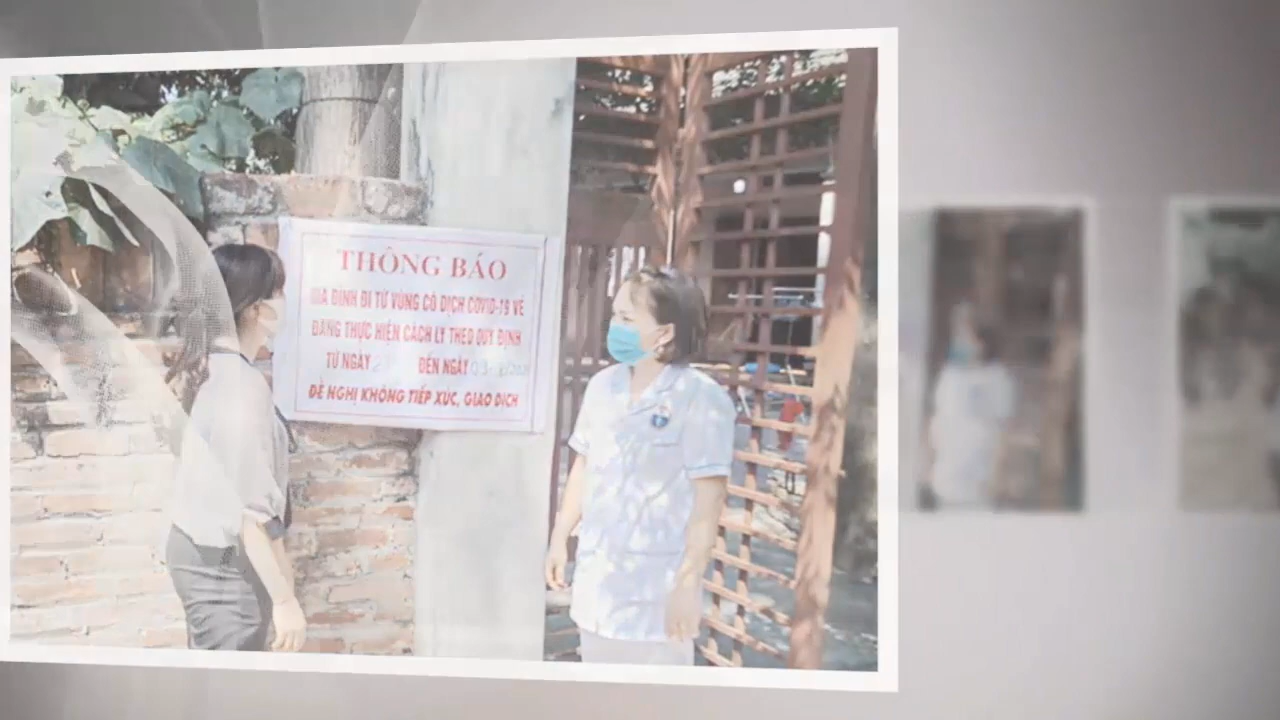 THÔNG BÁO
GIA ĐÌNH ĐI TỪ VÙNG CÓ DỊCH COVID-19 VỀ
ĐANG THỰC HIỆN CÁCH LY THEO QUY ĐỊNH
TỪ NGÀY ĐẾN NGÀY
ĐỀ NGHỊ KHÔNG TIẾP XÚC, GIAO DỊCH